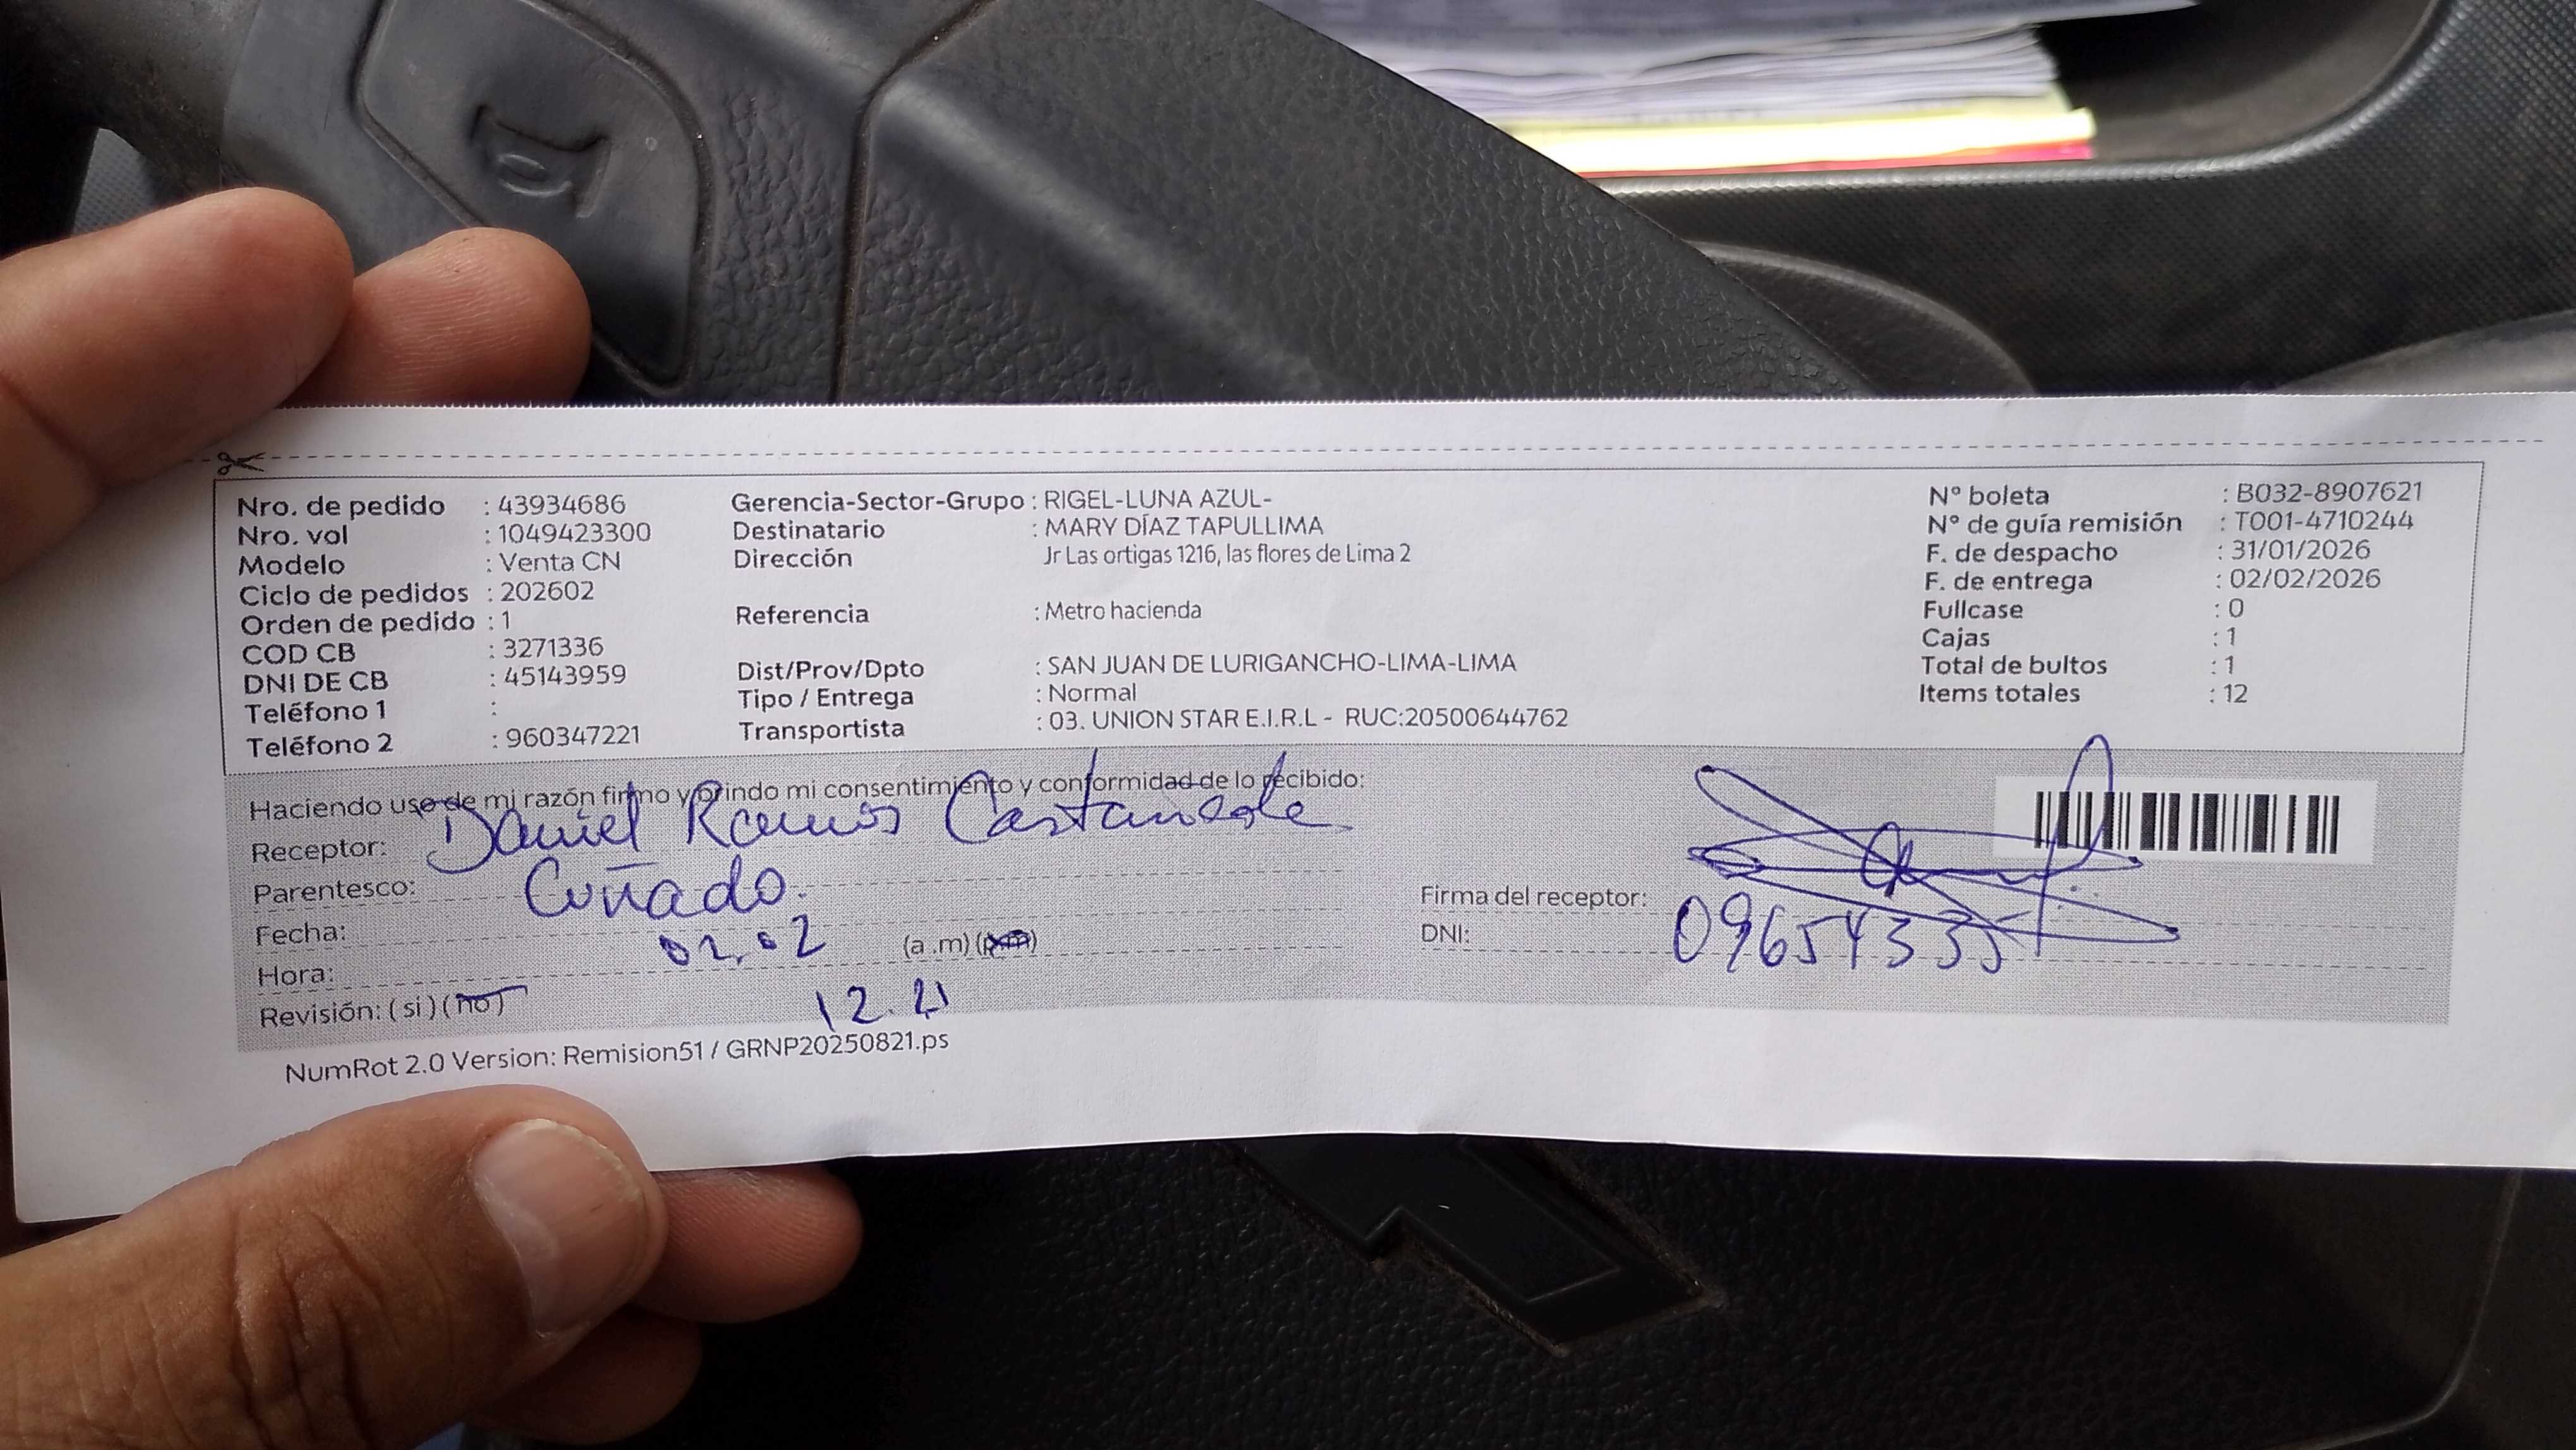 Nro. de pedido : 43934686
Nro. vol : 1049423300
Modelo : Venta CN
Ciclo de pedidos : 202602
Orden de pedido : 1
COD CB : 3271336
DNI DE CB : 45143959
Teléfono 1 :
Teléfono 2 : 960347221
Gerencia-Sector-Grupo : RIGEL-LUNA AZUL-
Destinatario : MARY DÍAZ TAPULLIMA
Dirección Jr Las ortigas 1216, las flores de Lima 2
Referencia : Metro hacienda
Dist/Prov/Dpto : SAN JUAN DE LURIGANCHO-LIMA-LIMA
Tipo / Entrega : Normal
Transportista : 03. UNION STAR E.I.R.L - RUC:20500644762
N° boleta : B032-8907621
N° de guía remisión : T001-4710244
F. de despacho : 31/01/2026
F. de entrega : 02/02/2026
Fullcase : 0
Cajas : 1
Total de bultos : 1
Items totales : 12
Haciendo uso de mi razón firmo y brindo mi consentimiento y conformidad de lo recibido:
Receptor: Daniel Ramos Castañeda
Parentesco: Cuñado.
Fecha: 02.02 (a.m) (pm)
Hora: 12.21
Revisión: (si) (no)
Firma del receptor:
DNI: 09654335
NumRot 2.0 Version: Remision51 / GRNP20250821.ps